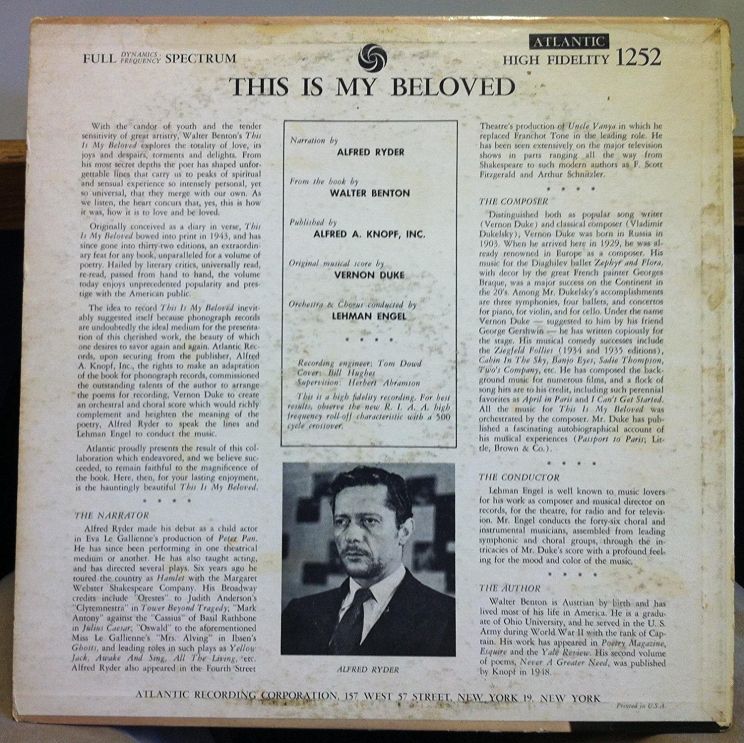 FULL DYNAMICS-FREQUENCY SPECTRUM
ATLANTIC
HIGH FIDELITY 1252
THIS IS MY BELOVED
With the candor of youth and the tender
sensitivity of great artistry, Walter Benton's This
Is My Beloved explores the totality of love, its
joys and despairs, torments and delights. From
his most secret depths the poet has shaped unfor-
gettable lines that carry us to peaks of spiritual
and sensual experience so intensely personal, yet
so universal, that they merge with our own. As
we listen, the heart concurs that, yes, this is how
it was, how it is to love and be loved.
Originally conceived as a diary in verse, This
Is My Beloved bowed into print in 1943, and has
since gone into thirty-two editions, an extraordin-
ary feat for any book, unparalleled for a volume of
poetry. Hailed by literary critics, universally read,
re-read, passed from hand to hand, the volume
today enjoys unprecedented popularity and pres-
tige with the American public.
The idea to record This Is My Beloved inevit-
ably suggested itself because phonograph records
are undoubtedly the ideal medium for the presenta-
tion of this cherished work, the beauty of which
one desires to savor again and again. Atlantic Rec-
ords, upon securing from the publisher, Alfred
A. Knopf, Inc., the rights to make an adaptation
of the book for phonograph records, commissioned
the outstanding talents of the author to arrange
the poems for recording, Vernon Duke to create
an orchestral and choral score which would richly
complement and heighten the meaning of the
poetry, Alfred Ryder to speak the lines and
Lehman Engel to conduct the music.
Atlantic proudly presents the result of this col-
laboration which endeavored, and we believe suc-
ceeded, to remain faithful to the magnificence of
the book. Here, then, for your lasting enjoyment,
is the hauntingly beautiful This Is My Beloved.
* * * *
THE NARRATOR
Alfred Ryder made his debut as a child actor
in Eva Le Gallienne's production of Peter Pan.
He has since been performing in one theatrical
medium or another. He has also taught acting,
and has directed several plays. Six years ago he
toured the country as Hamlet with the Margaret
Webster Shakespeare Company. His Broadway
credits include "Orestes" to Judith Anderson's
"Clytemnestra" in Tower Beyond Tragedy; "Mark
Antony" against the "Cassius" of Basil Rathbone
in Julius Caesar; "Oswald" to the aforementioned
Miss Le Gallienne's "Mrs. Alving" in Ibsen's
Ghosts, and leading roles in such plays as Yellow
Jack, Awake And Sing, All The Living, etc.
Alfred Ryder also appeared in the Fourth Street
Narration by
ALFRED RYDER
From the book by
WALTER BENTON
Published by
ALFRED A. KNOPF, INC.
Original musical score by
VERNON DUKE
Orchestra & Chorus conducted by
LEHMAN ENGEL
* * * *
Recording engineer: Tom Dowd
Cover: Bill Hughes
Supervision: Herbert Abramson
This is a high fidelity recording. For best
results, observe the new R. I. A. A. high
frequency roll-off characteristic with a 500
cycle crossover.
ALFRED RYDER
Theatre's production of Uncle Vanya in which he
replaced Franchot Tone in the leading role. He
has been seen extensively on the major television
shows in parts ranging all the way from
Shakespeare to such modern authors as F. Scott
Fitzgerald and Arthur Schnitzler.
* * * *
THE COMPOSER
Distinguished both as popular song writer
(Vernon Duke) and classical composer (Vladimir
Dukelsky), Vernon Duke was born in Russia in
1903. When he arrived here in 1929, he was al-
ready renowned in Europe as a composer. His
music for the Diaghilev ballet Zephyr and Flora,
with decor by the great French painter Georges
Braque, was a major success on the Continent in
the 20's. Among Mr. Dukelsky's accomplishments
are three symphonies, four ballets, and concertos
for piano, for violin, and for cello. Under the name
Vernon Duke — suggested to him by his friend
George Gershwin — he has written copiously for
the stage. His musical comedy successes include
the Ziegfeld Follies (1934 and 1935 editions),
Cabin In The Sky, Banjo Eyes, Sadie Thompson,
Two's Company, etc. He has composed the back-
ground music for numerous films, and a flock of
song hits are to his credit, including such perennial
favorites as April in Paris and I Can't Get Started.
All the music for This Is My Beloved was
orchestrated by the composer. Mr. Duke has pub-
lished a fascinating autobiographical account of
his musical experiences (Passport to Paris; Lit-
tle, Brown & Co.).
* * * *
THE CONDUCTOR
Lehman Engel is well known to music lovers
for his work as composer and musical director on
records, for the theatre, for radio and for televis-
ion. Mr. Engel conducts the forty-six choral and
instrumental musicians, assembled from leading
symphonic and choral groups, through the in-
tricacies of Mr. Duke's score with a profound feel-
ing for the mood and color of the music.
* * * *
THE AUTHOR
Walter Benton is Austrian by birth and has
lived most of his life in America. He is a gradu-
ate of Ohio University, and he served in the U. S.
Army during World War II with the rank of Cap-
tain. His work has appeared in Poetry Magazine,
Esquire and the Yale Review. His second volume
of poems, Never A Greater Need, was published
by Knopf in 1948.
ATLANTIC RECORDING CORPORATION, 157 WEST 57 STREET, NEW YORK 19, NEW YORK
Printed in U.S.A.